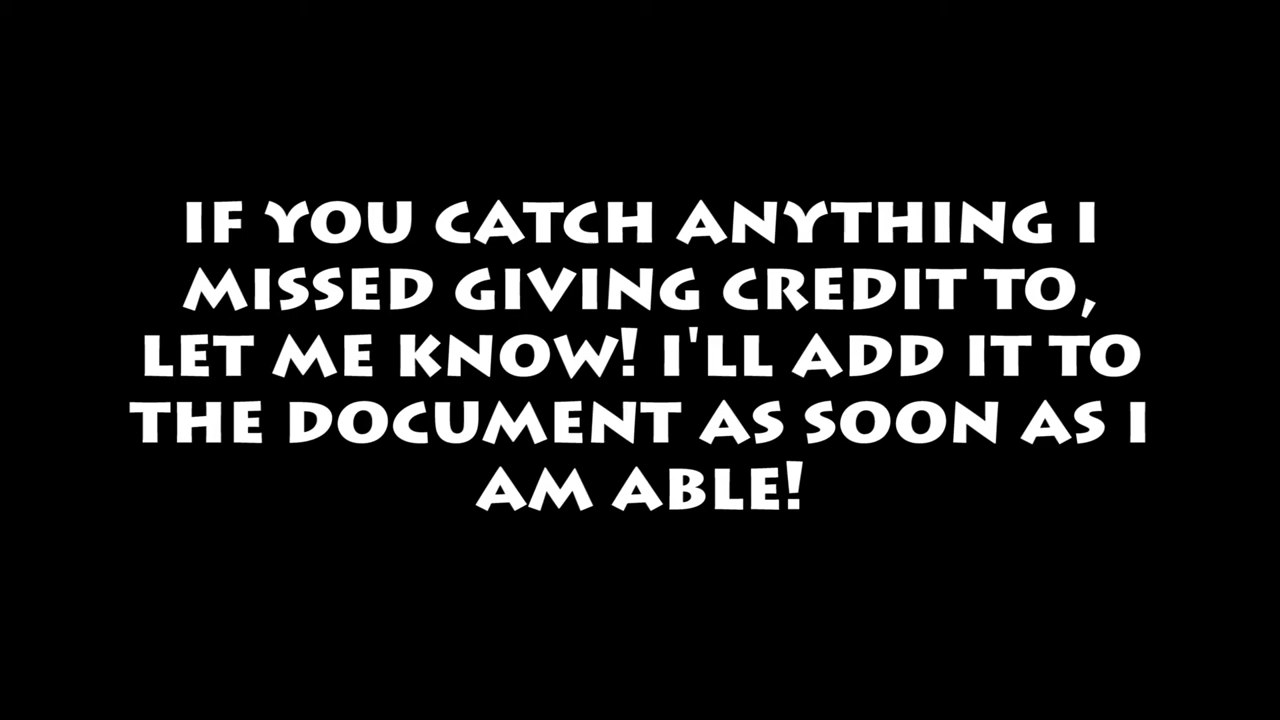 IF YOU CATCH ANYTHING I
MISSED GIVING CREDIT TO,
LET ME KNOW! I'LL ADD IT TO
THE DOCUMENT AS SOON AS I
AM ABLE!